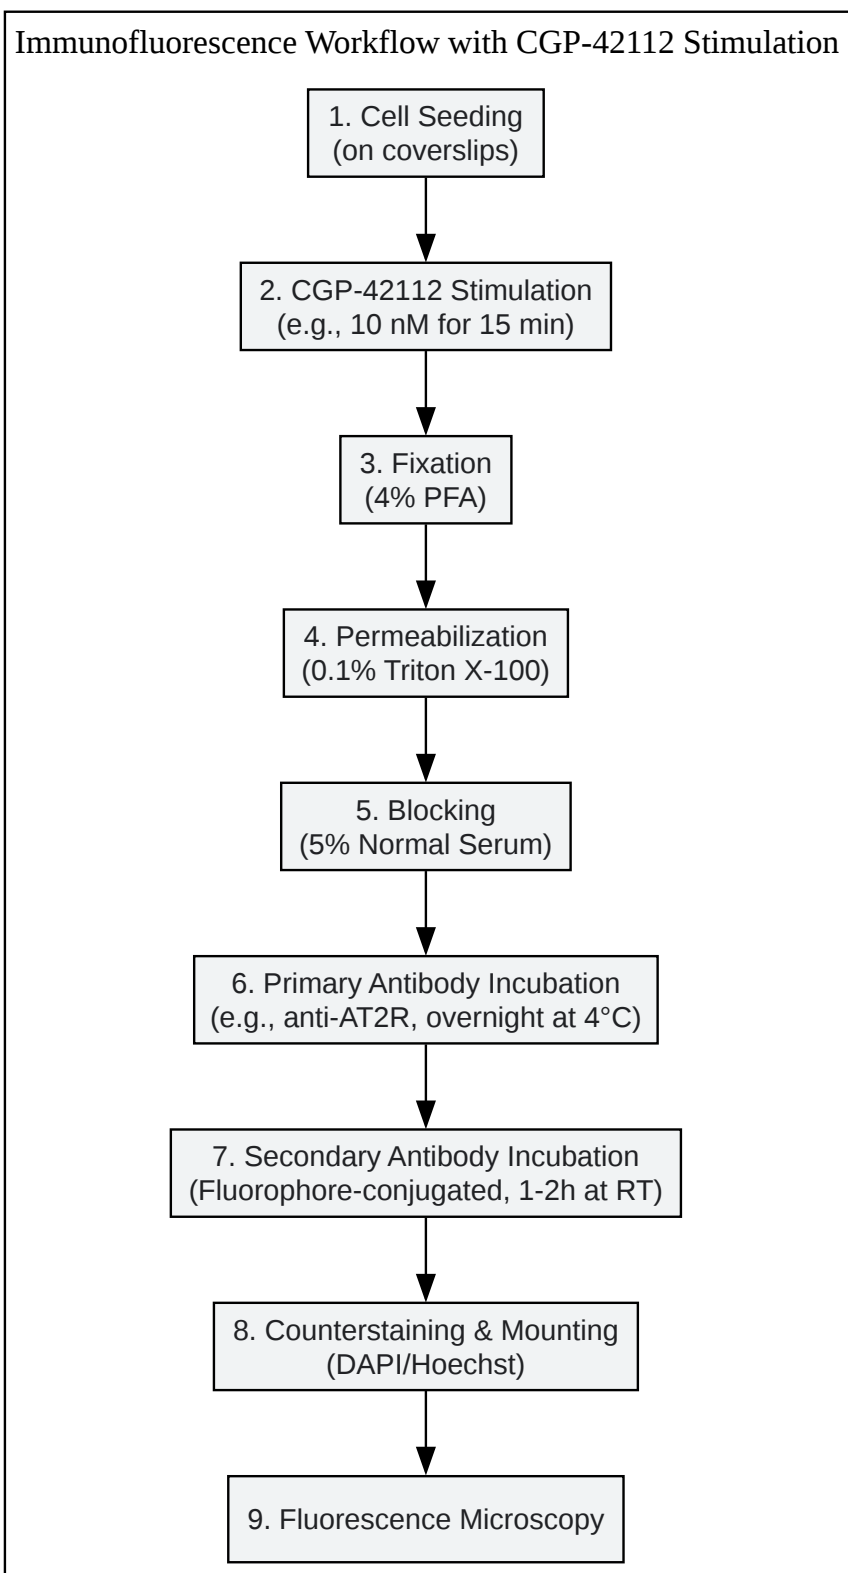 Immunofluorescence Workflow with CGP-42112 Stimulation
1. Cell Seeding
(on coverslips)
2. CGP-42112 Stimulation
(e.g., 10 nM for 15 min)
3. Fixation
(4% PFA)
4. Permeabilization
(0.1% Triton X-100)
5. Blocking
(5% Normal Serum)
6. Primary Antibody Incubation
(e.g., anti-AT2R, overnight at 4°C)
7. Secondary Antibody Incubation
(Fluorophore-conjugated, 1-2h at RT)
8. Counterstaining & Mounting
(DAPI/Hoechst)
9. Fluorescence Microscopy